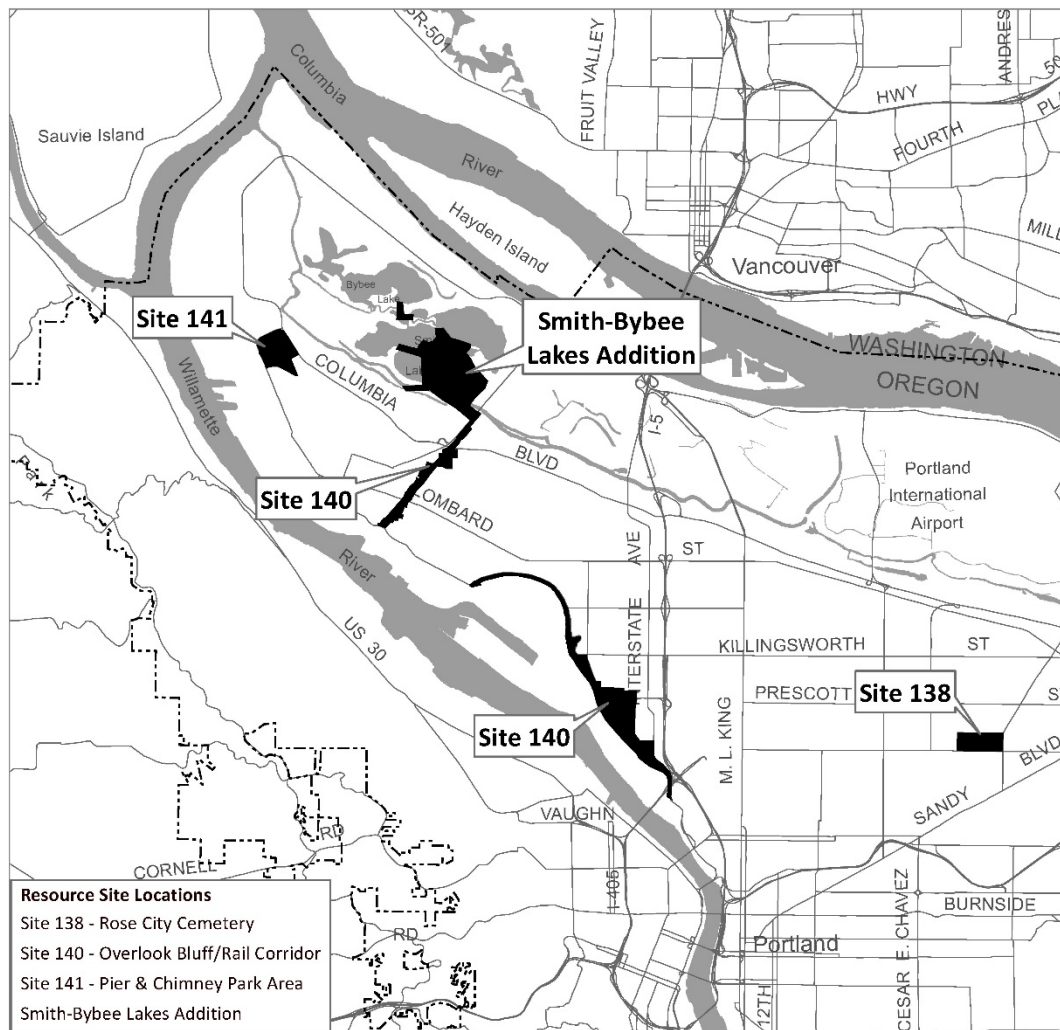 SR-501
Columbia
FRUIT VALLEY
ANDRES
HWY
FOURTH
PL
Sauvie Island
River
MILL
Hayden Island
Vancouver
Bybee
Lake
Site 141
Smith-Bybee
Lakes Addition
WASHINGTON
OREGON
COLUMBIA
Willamette
I-5
BLVD
Portland
International
Airport
Site 140
LOMBARD
Park
AVE
ST
River
US 30
INTERSTATE
KILLINGSWORTH
ST
PRESCOTT
S
Site 138
Site 140
M. L. KING
BLVD
SANDY
VAUGHN
RD
CORNELL
I-405
CESAR E. CHAVEZ
BURNSIDE
RD
Portland
12TH
Resource Site Locations
Site 138 - Rose City Cemetery
Site 140 - Overlook Bluff/Rail Corridor
Site 141 - Pier & Chimney Park Area
Smith-Bybee Lakes Addition